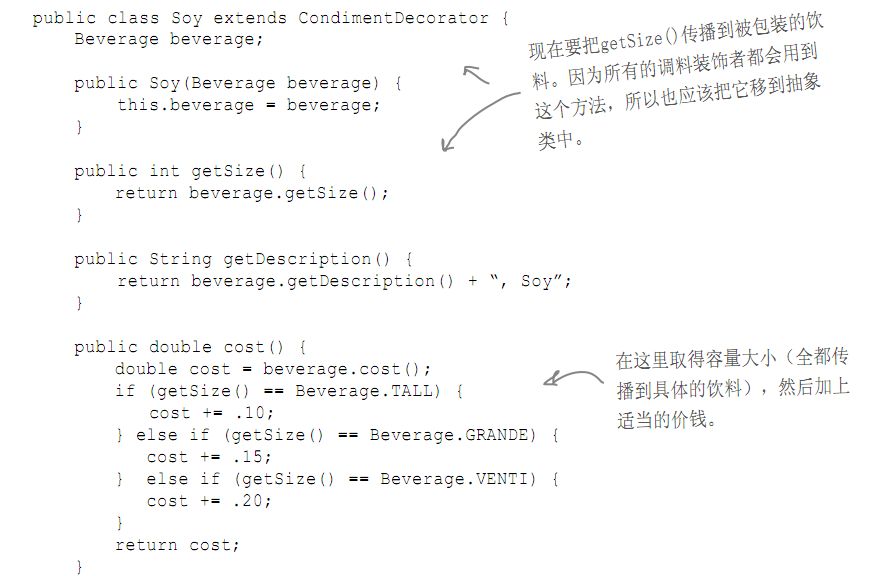 public class Soy extends CondimentDecorator {
Beverage beverage;
public Soy(Beverage beverage) {
this.beverage = beverage;
}
public int getSize() {
return beverage.getSize();
}
public String getDescription() {
return beverage.getDescription() + “, Soy”;
}
public double cost() {
double cost = beverage.cost();
if (getSize() == Beverage.TALL) {
cost += .10;
} else if (getSize() == Beverage.GRANDE) {
cost += .15;
} else if (getSize() == Beverage.VENTI) {
cost += .20;
}
return cost;
}
现在要把getSize()传播到被包装的饮
料。因为所有的调料装饰者都会用到
这个方法，所以也应该把它移到抽象
类中。
在这里取得容量大小（全都传
播到具体的饮料），然后加上
适当的价钱。